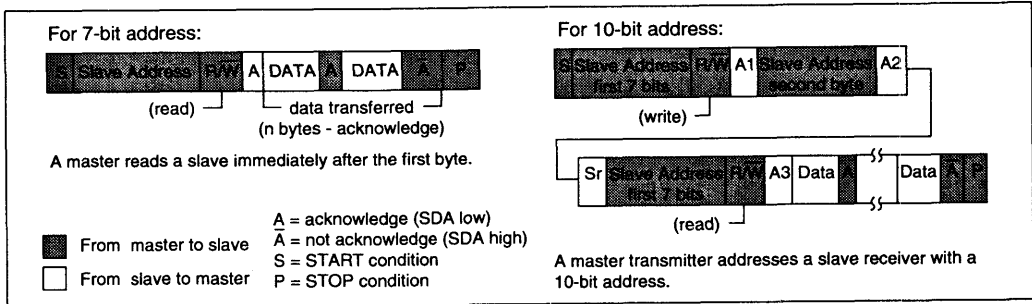 For 7-bit address:
S Slave Address R/W̅ A DATA A DATA A̅ P
(read)
data transferred
(n bytes - acknowledge)
A master reads a slave immediately after the first byte.
From master to slave
From slave to master
A = acknowledge (SDA low)
A̅ = not acknowledge (SDA high)
S = START condition
P = STOP condition
For 10-bit address:
S Slave Address first 7 bits R/W̅ A1 Slave Address second byte A2
(write)
Sr Slave Address first 7 bits R/W̅ A3 Data A Data A̅ P
(read)
A master transmitter addresses a slave receiver with a
10-bit address.